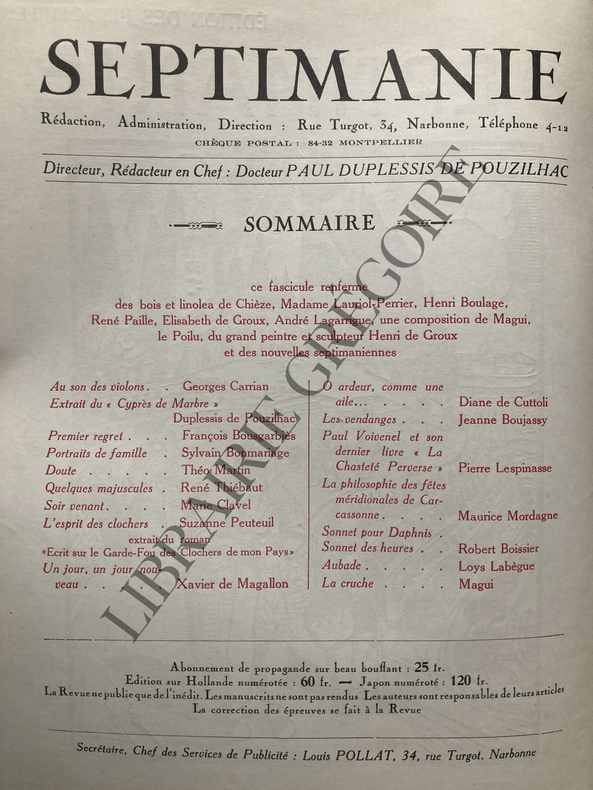 SEPTIMANIE
Rédaction, Administration, Direction : Rue Turgot, 34, Narbonne, Téléphone 4-12
CHÈQUE POSTAL : 84-32 MONTPELLIER
Directeur, Rédacteur en Chef : Docteur PAUL DUPLESSIS DE POUZILHAC
SOMMAIRE
ce fascicule renferme
des bois et linolea de Chièze, Madame Lauriol-Perrier, Henri Boulage,
René Paille, Elisabeth de Groux, André Lagarrigue, une composition de Magui,
le Poilu, du grand peintre et sculpteur Henri de Groux
et des nouvelles septimaniennes
Au son des violons . . Georges Carrian
Extrait du « Cyprès de Marbre »
Duplessis de Pouzilhac
Premier regret . . . François Bousgarbiès
Portraits de famille . Sylvain Bonmariage
Doute . . . . . Théo Martin
Quelques majuscules . René Thiébaut
Soir venant . . . . Marie Clavel
L'esprit des clochers . Suzanne Peuteuil
extrait du roman
«Ecrit sur le Garde-Fou des Clochers de mon Pays»
Un jour, un jour nou-
veau . . . . . Xavier de Magallon
O ardeur, comme une
aile... . . . . . Diane de Cuttoli
Les vendanges . . . Jeanne Boujassy
Paul Voivenel et son
dernier livre « La
Chasteté Perverse » Pierre Lespinasse
La philosophie des fêtes
méridionales de Car-
cassonne . . . . . Maurice Mordagne
Sonnet pour Daphnis .
Sonnet des heures . . Robert Boissier
Aubade . . . . . Loys Labègue
La cruche . . . . Magui
Abonnement de propagande sur beau bouffant : 25 fr.
Edition sur Hollande numérotée : 60 fr. — Japon numéroté : 120 fr.
La Revue ne publie que de l'inédit. Les manuscrits ne sont pas rendus Les auteurs sont responsables de leurs articles
La correction des épreuves se fait à la Revue
Secrétaire, Chef des Services de Publicité : Louis POLLAT, 34, rue Turgot, Narbonne
LIBRAIRIE GRÉGOIRE